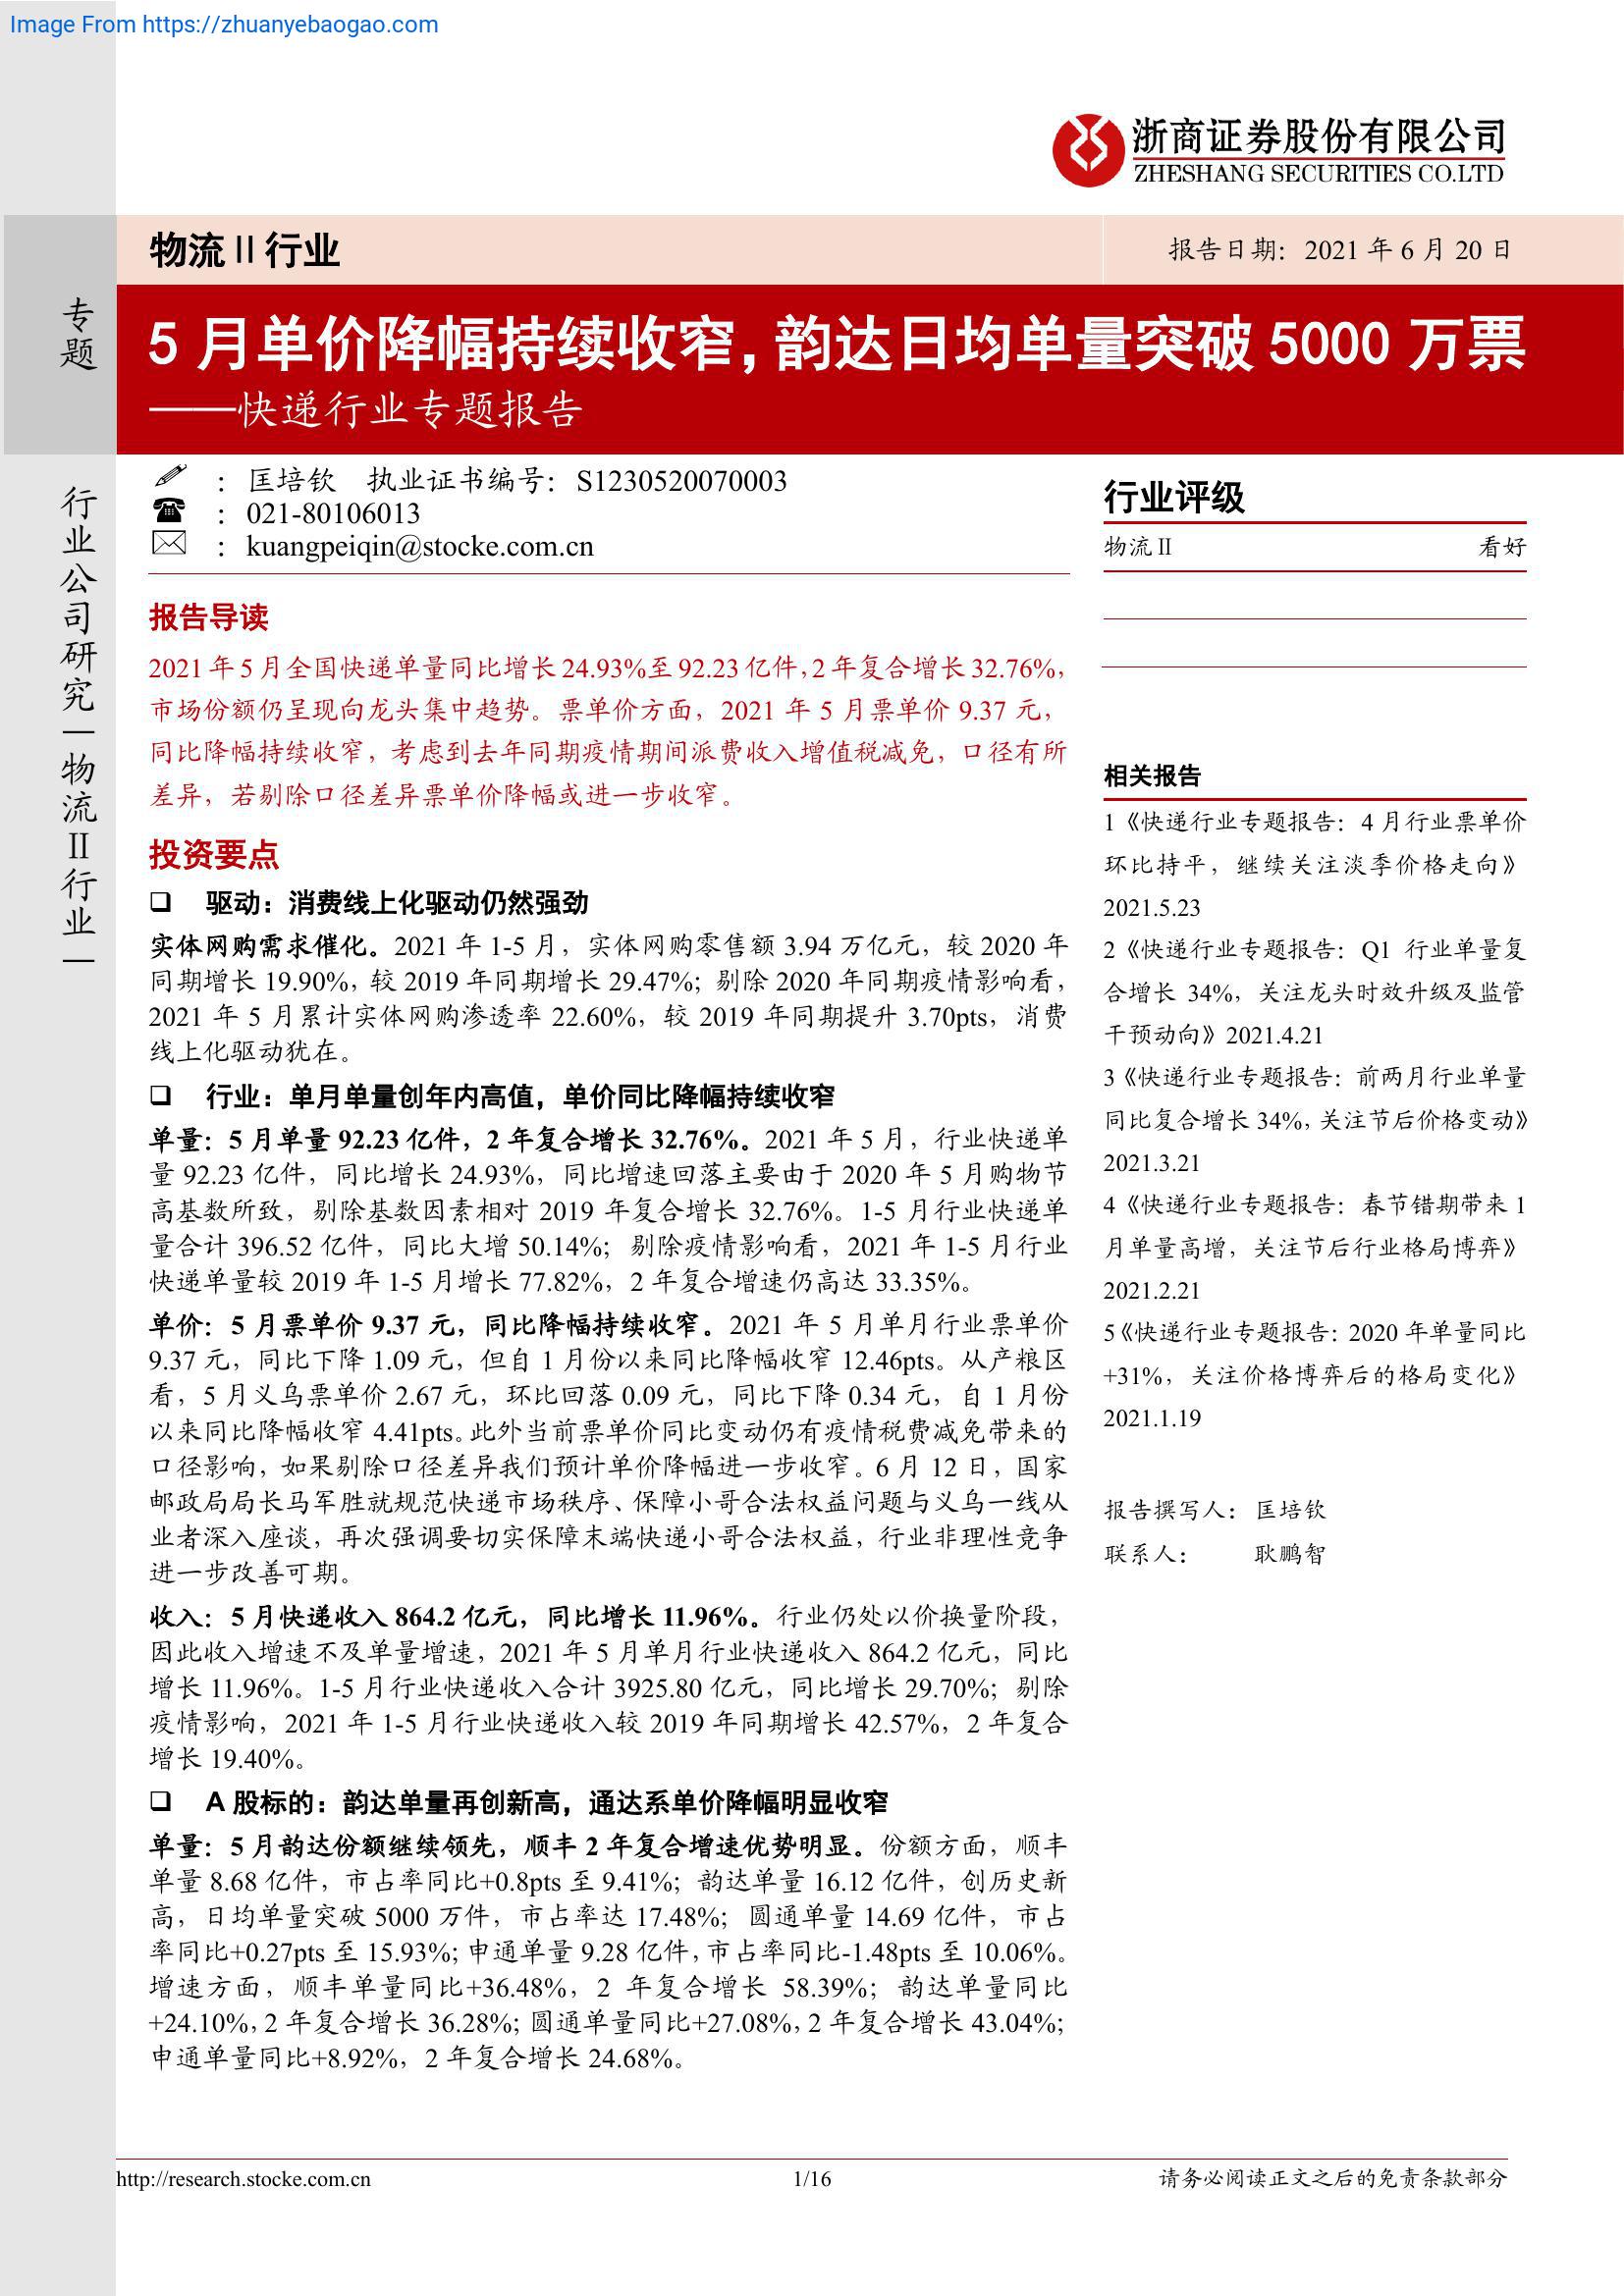 Image From https://zhuanyebaogao.com
浙商证券股份有限公司
ZHESHANG SECURITIES CO.LTD
物流Ⅱ行业
报告日期：2021 年 6 月 20 日
专题
行业公司研究｜物流Ⅱ行业｜
5 月单价降幅持续收窄，韵达日均单量突破 5000 万票
——快递行业专题报告
：匡培钦 执业证书编号：S1230520070003
：021-80106013
：kuangpeiqin@stocke.com.cn
报告导读
2021 年 5 月全国快递单量同比增长 24.93%至 92.23 亿件，2 年复合增长 32.76%，
市场份额仍呈现向龙头集中趋势。票单价方面，2021 年 5 月票单价 9.37 元，
同比降幅持续收窄，考虑到去年同期疫情期间派费收入增值税减免，口径有所
差异，若剔除口径差异票单价降幅或进一步收窄。
投资要点
❑ 驱动：消费线上化驱动仍然强劲
实体网购需求催化。2021 年 1-5 月，实体网购零售额 3.94 万亿元，较 2020 年
同期增长 19.90%，较 2019 年同期增长 29.47%；剔除 2020 年同期疫情影响看，
2021 年 5 月累计实体网购渗透率 22.60%，较 2019 年同期提升 3.70pts，消费
线上化驱动犹在。
❑ 行业：单月单量创年内高值，单价同比降幅持续收窄
单量：5 月单量 92.23 亿件，2 年复合增长 32.76%。2021 年 5 月，行业快递单
量 92.23 亿件，同比增长 24.93%，同比增速回落主要由于 2020 年 5 月购物节
高基数所致，剔除基数因素相对 2019 年复合增长 32.76%。1-5 月行业快递单
量合计 396.52 亿件，同比大增 50.14%；剔除疫情影响看，2021 年 1-5 月行业
快递单量较 2019 年 1-5 月增长 77.82%，2 年复合增速仍高达 33.35%。
单价：5 月票单价 9.37 元，同比降幅持续收窄。2021 年 5 月单月行业票单价
9.37 元，同比下降 1.09 元，但自 1 月份以来同比降幅收窄 12.46pts。从产粮区
看，5 月义乌票单价 2.67 元，环比回落 0.09 元，同比下降 0.34 元，自 1 月份
以来同比降幅收窄 4.41pts。此外当前票单价同比变动仍有疫情税费减免带来的
口径影响，如果剔除口径差异我们预计单价降幅进一步收窄。6 月 12 日，国家
邮政局局长马军胜就规范快递市场秩序、保障小哥合法权益问题与义乌一线从
业者深入座谈，再次强调要切实保障末端快递小哥合法权益，行业非理性竞争
进一步改善可期。
收入：5 月快递收入 864.2 亿元，同比增长 11.96%。行业仍处以价换量阶段，
因此收入增速不及单量增速，2021 年 5 月单月行业快递收入 864.2 亿元，同比
增长 11.96%。1-5 月行业快递收入合计 3925.80 亿元，同比增长 29.70%；剔除
疫情影响，2021 年 1-5 月行业快递收入较 2019 年同期增长 42.57%，2 年复合
增长 19.40%。
❑ A 股标的：韵达单量再创新高，通达系单价降幅明显收窄
单量：5 月韵达份额继续领先，顺丰 2 年复合增速优势明显。份额方面，顺丰
单量 8.68 亿件，市占率同比+0.8pts 至 9.41%；韵达单量 16.12 亿件，创历史新
高，日均单量突破 5000 万件，市占率达 17.48%；圆通单量 14.69 亿件，市占
率同比+0.27pts 至 15.93%；申通单量 9.28 亿件，市占率同比-1.48pts 至 10.06%。
增速方面，顺丰单量同比+36.48%，2 年复合增长 58.39%；韵达单量同比
+24.10%，2 年复合增长 36.28%；圆通单量同比+27.08%，2 年复合增长 43.04%；
申通单量同比+8.92%，2 年复合增长 24.68%。
行业评级
物流Ⅱ 看好
相关报告
1《快递行业专题报告：4 月行业票单价
环比持平，继续关注淡季价格走向》
2021.5.23
2《快递行业专题报告：Q1 行业单量复
合增长 34%，关注龙头时效升级及监管
干预动向》2021.4.21
3《快递行业专题报告：前两月行业单量
同比复合增长 34%，关注节后价格变动》
2021.3.21
4《快递行业专题报告：春节错期带来 1
月单量高增，关注节后行业格局博弈》
2021.2.21
5《快递行业专题报告：2020 年单量同比
+31%，关注价格博弈后的格局变化》
2021.1.19
报告撰写人：匡培钦
联系人：耿鹏智
http://research.stocke.com.cn
1/16
请务必阅读正文之后的免责条款部分